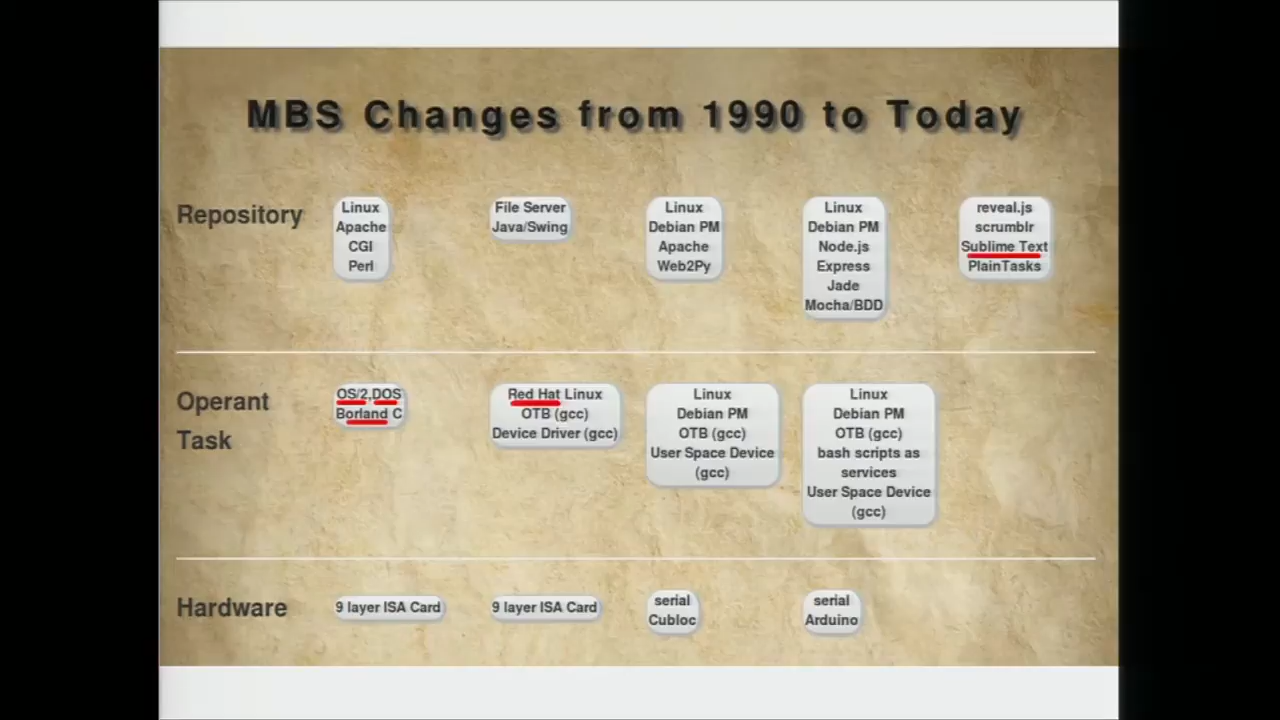 MBS Changes from 1990 to Today
Repository
Linux
Apache
CGI
Perl
File Server
Java/Swing
Linux
Debian PM
Apache
Web2Py
Linux
Debian PM
Node.js
Express
Jade
Mocha/BDD
reveal.js
scrumblr
Sublime Text
PlainTasks
Operant
Task
OS/2,DOS
Borland C
Red Hat Linux
OTB (gcc)
Device Driver (gcc)
Linux
Debian PM
OTB (gcc)
User Space Device
(gcc)
Linux
Debian PM
OTB (gcc)
bash scripts as
services
User Space Device
(gcc)
Hardware
9 layer ISA Card
9 layer ISA Card
serial
Cubloc
serial
Arduino